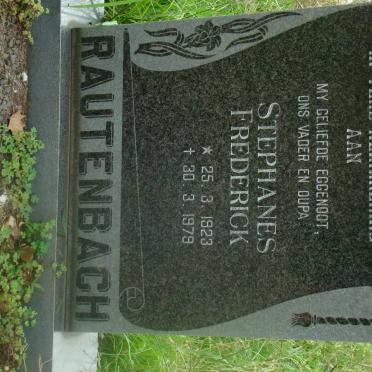 AAN
MY GELIEFDE EGGENOOT,
ONS VADER EN OUPA
STEPHANES
FREDERICK
★ 25. 3. 1923
✝ 30. 3. 1979
RAUTENBACH